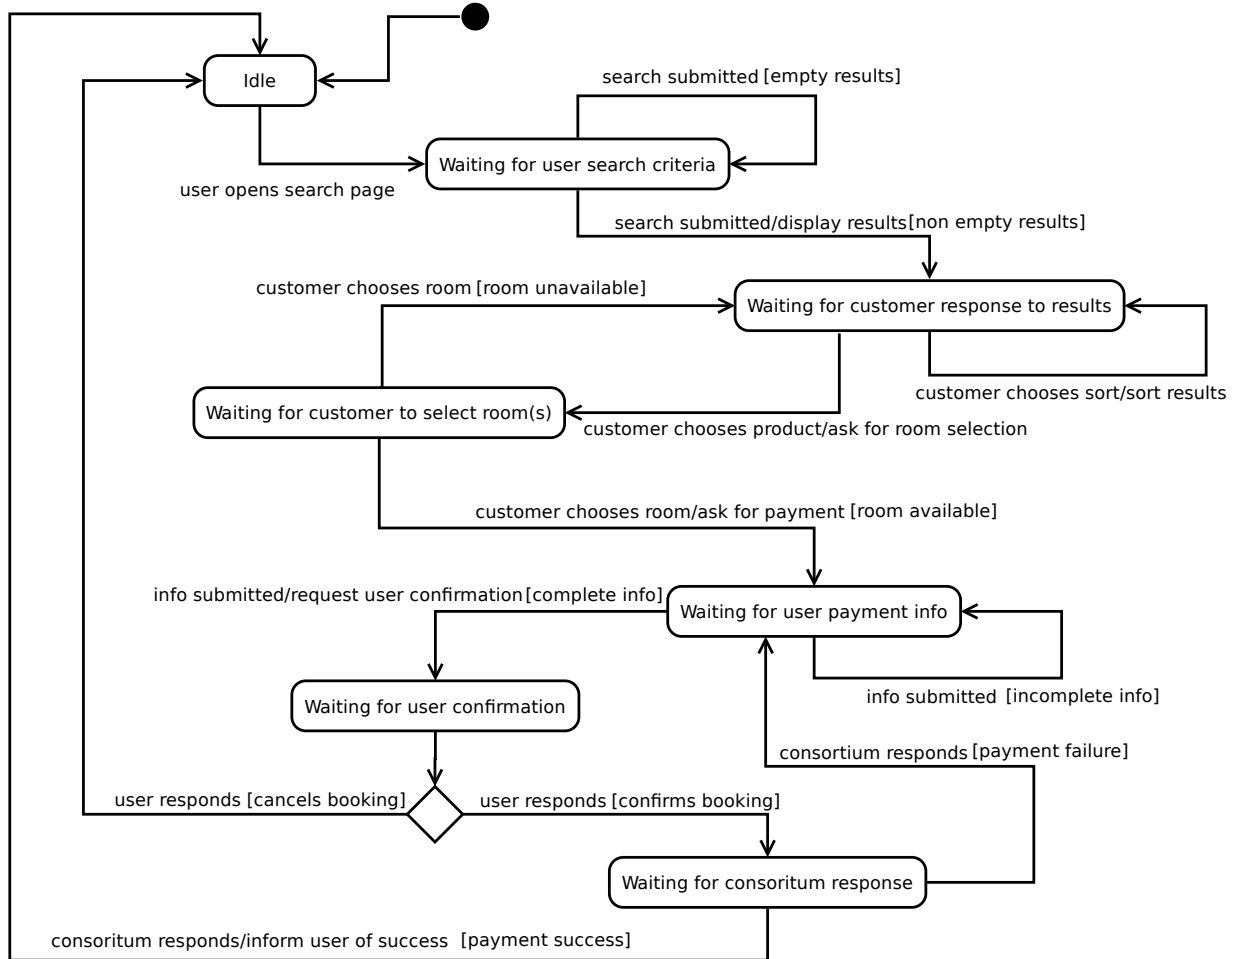 Idle
search submitted [empty results]
Waiting for user search criteria
user opens search page
search submitted/display results [non empty results]
customer chooses room [room unavailable]
Waiting for customer response to results
customer chooses sort/sort results
Waiting for customer to select room(s)
customer chooses product/ask for room selection
customer chooses room/ask for payment [room available]
info submitted/request user confirmation [complete info]
Waiting for user payment info
info submitted [incomplete info]
Waiting for user confirmation
consortium responds [payment failure]
user responds [cancels booking]
user responds [confirms booking]
Waiting for consoritum response
consoritum responds/inform user of success [payment success]